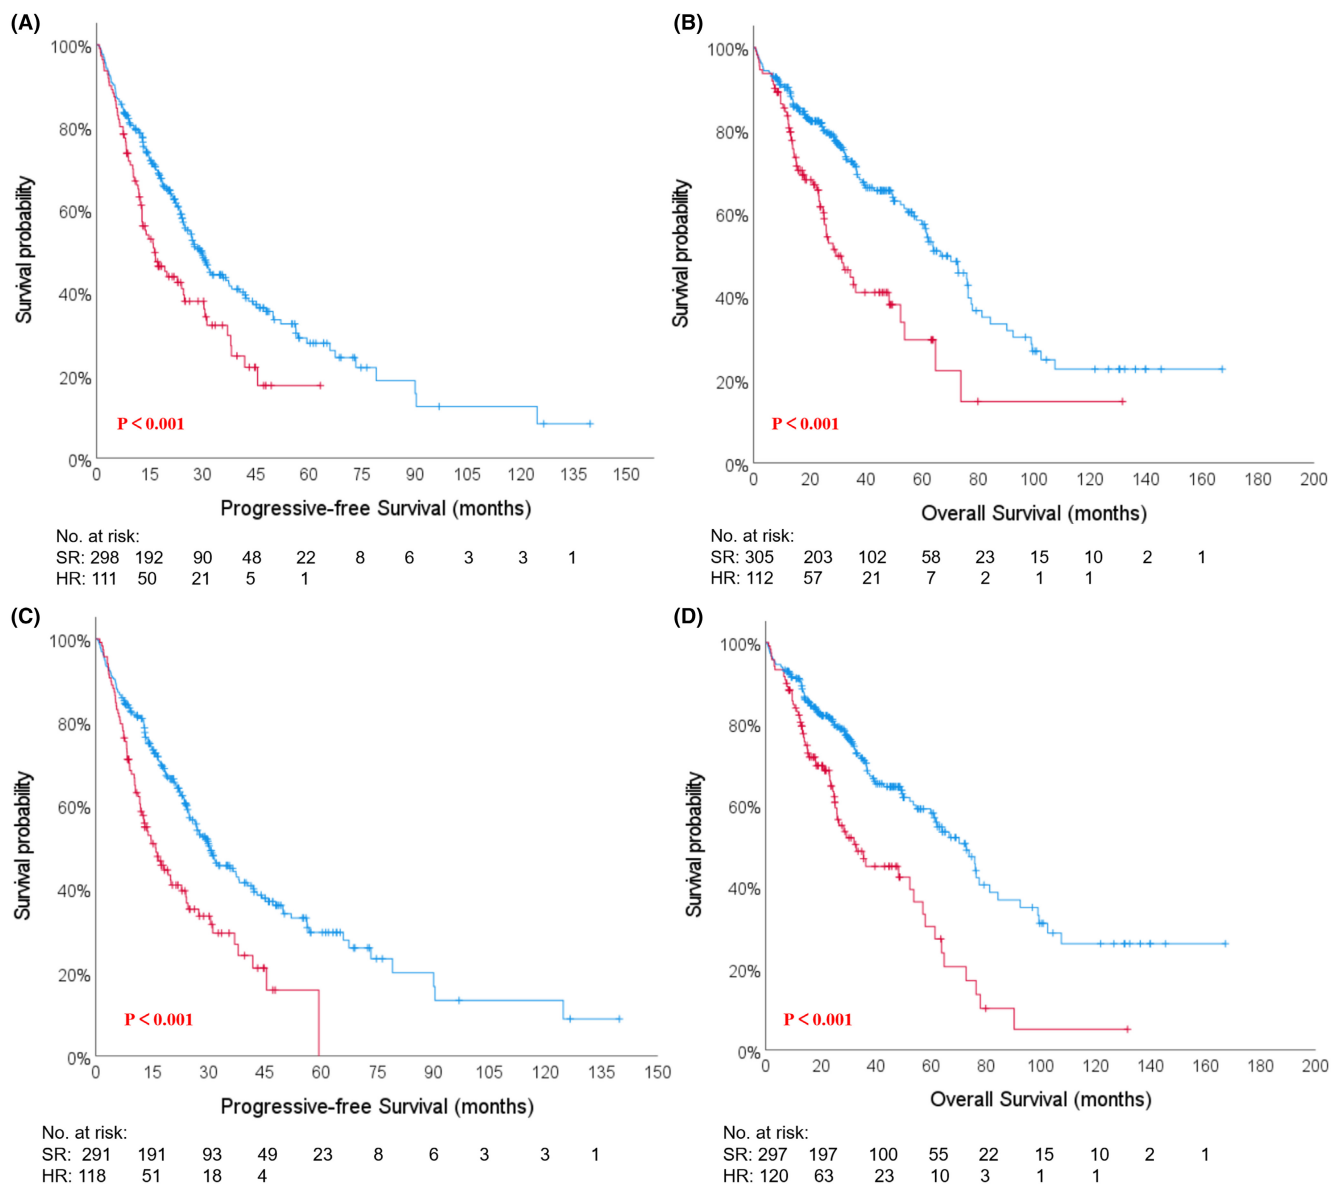 (A)
Survival probability
100%
80%
60%
40%
20%
0%
P < 0.001
0 15 30 45 60 75 90 105 120 135 150
Progressive-free Survival (months)
No. at risk:
SR: 298 192 90 48 22 8 6 3 3 1
HR: 111 50 21 5 1
(B)
Survival probability
100%
80%
60%
40%
20%
0%
P < 0.001
0 20 40 60 80 100 120 140 160 180 200
Overall Survival (months)
No. at risk:
SR: 305 203 102 58 23 15 10 2 1
HR: 112 57 21 7 2 1 1
(C)
Survival probability
100%
80%
60%
40%
20%
0%
P < 0.001
0 15 30 45 60 75 90 105 120 135 150
Progressive-free Survival (months)
No. at risk:
SR: 291 191 93 49 23 8 6 3 3 1
HR: 118 51 18 4
(D)
Survival probability
100%
80%
60%
40%
20%
0%
P < 0.001
0 20 40 60 80 100 120 140 160 180 200
Overall Survival (months)
No. at risk:
SR: 297 197 100 55 22 15 10 2 1
HR: 120 63 23 10 3 1 1